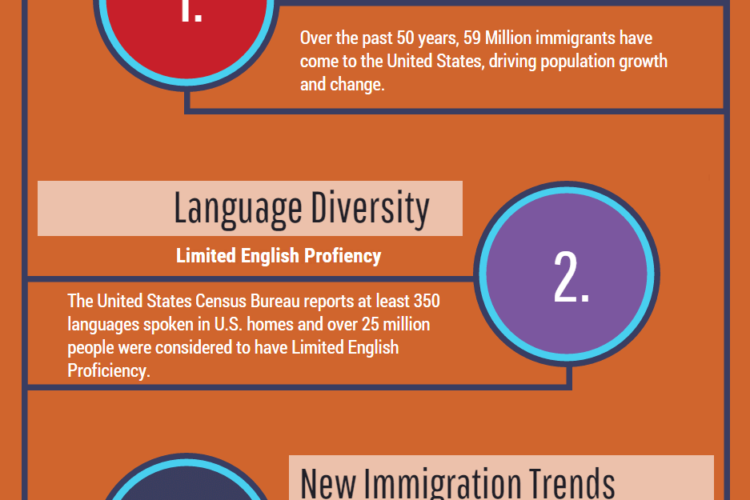 1.
Over the past 50 years, 59 Million immigrants have
come to the United States, driving population growth
and change.
Language Diversity
Limited English Profiency
2.
The United States Census Bureau reports at least 350
languages spoken in U.S. homes and over 25 million
people were considered to have Limited English
Proficiency.
New Immigration Trends